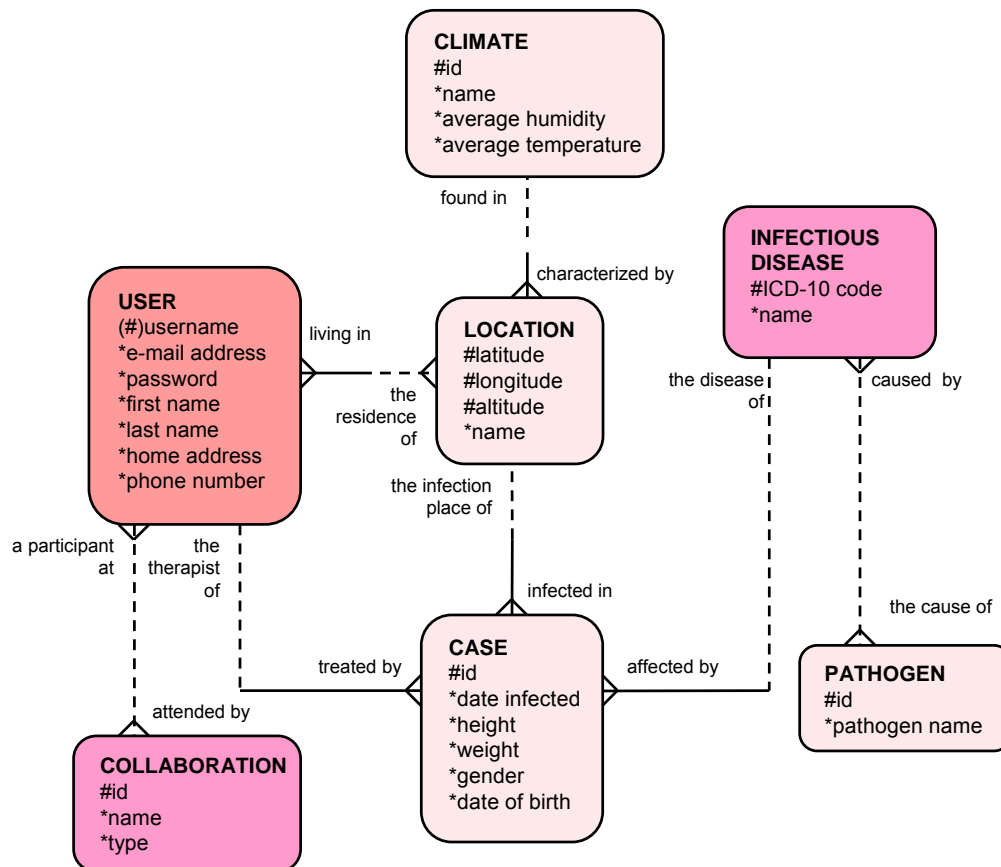 CLIMATE
#id
*name
*average humidity
*average temperature
found in
characterized by
INFECTIOUS
DISEASE
#ICD-10 code
*name
USER
(#)username
*e-mail address
*password
*first name
*last name
*home address
*phone number
living in
the
residence
of
LOCATION
#latitude
#longitude
#altitude
*name
the disease
of
caused by
the infection
place of
infected in
a participant
at
the
therapist
of
the cause of
treated by
CASE
#id
*date infected
*height
*weight
*gender
*date of birth
affected by
PATHOGEN
#id
*pathogen name
attended by
COLLABORATION
#id
*name
*type